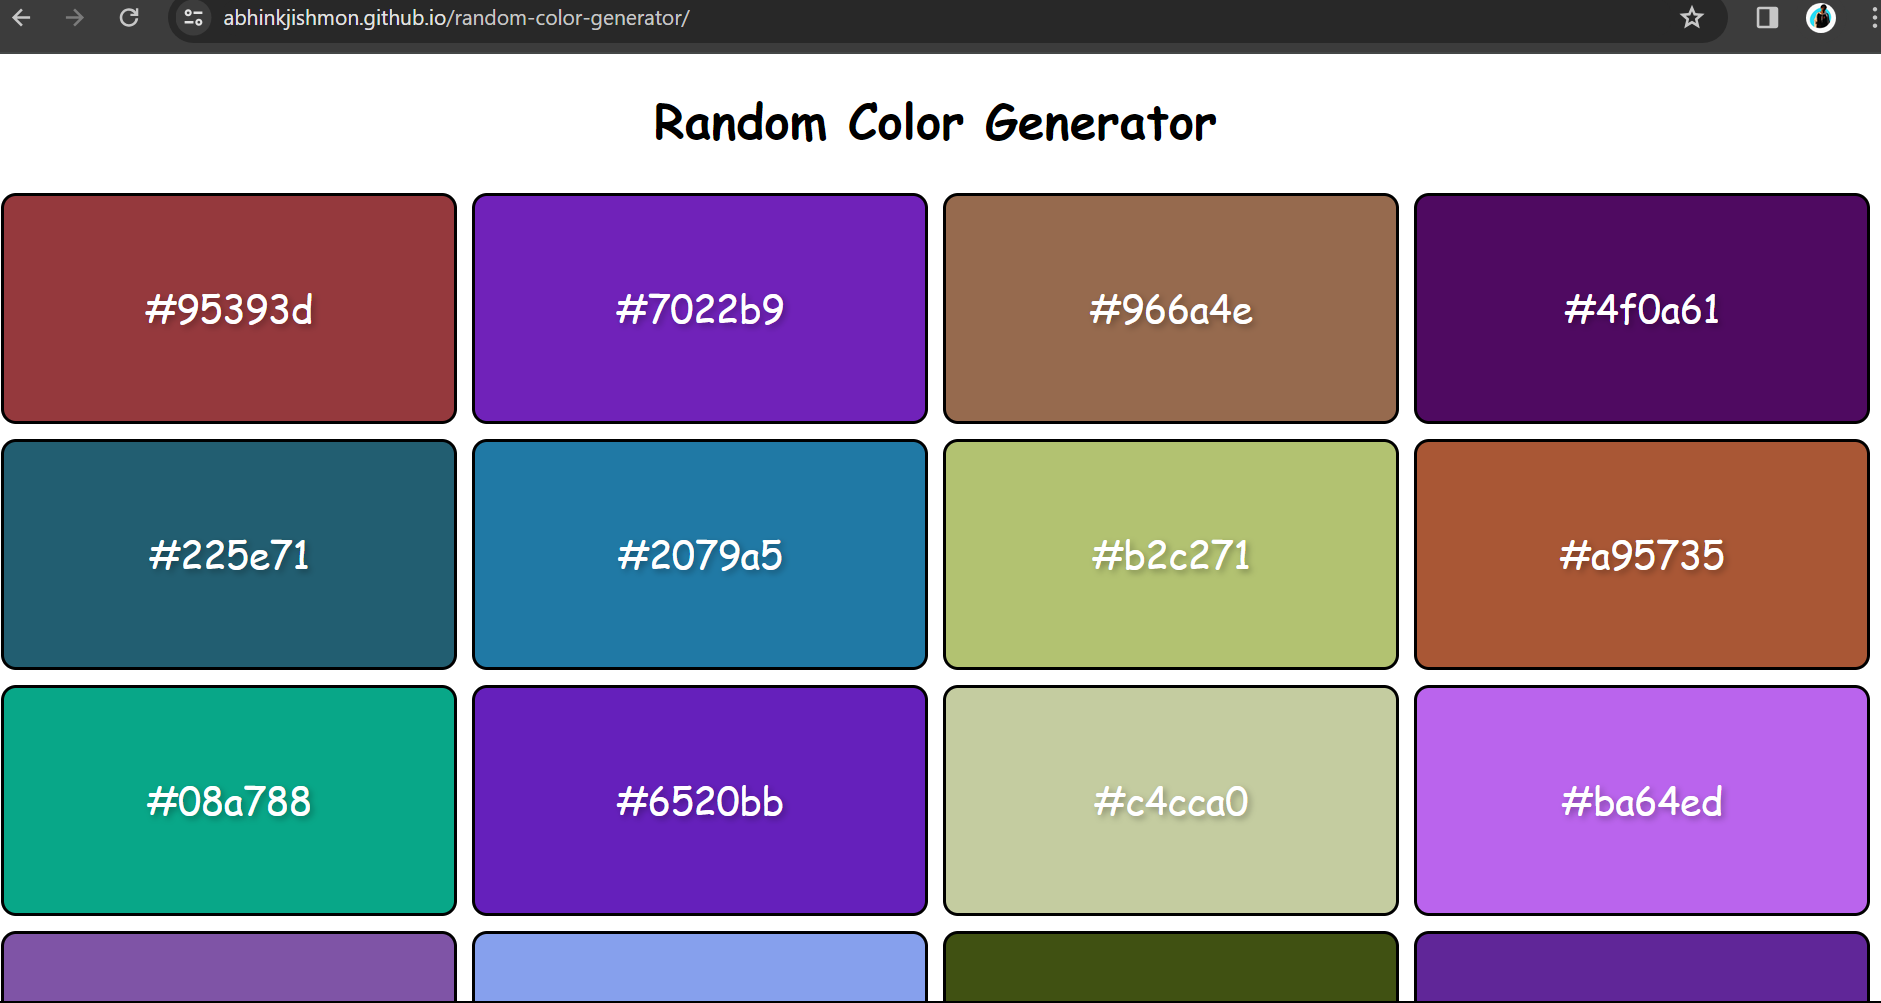 abhinkjishmon.github.io/random-color-generator/
Random Color Generator
#95393d #7022b9 #966a4e #4f0a61
#225e71 #2079a5 #b2c271 #a95735
#08a788 #6520bb #c4cca0 #ba64ed